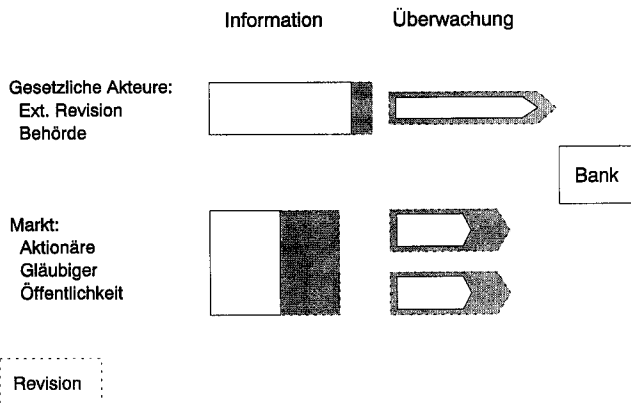 Information Überwachung
Gesetzliche Akteure:
Ext. Revision
Behörde
Bank
Markt:
Aktionäre
Gläubiger
Öffentlichkeit
Revision